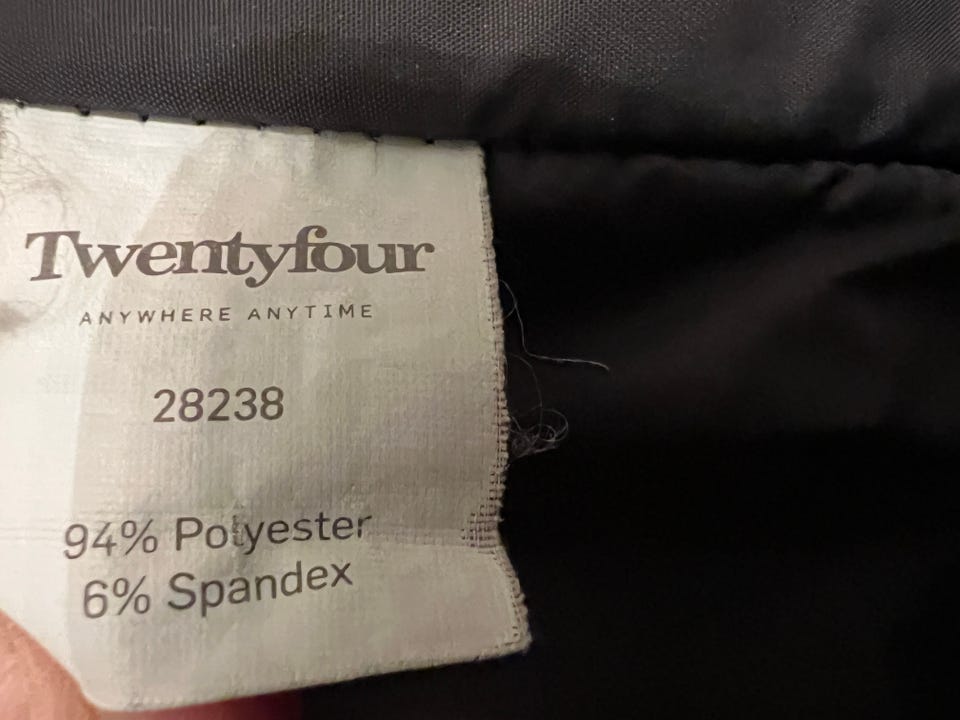 Twentyfour
ANYWHERE ANYTIME
28238
94% Polyester
6% Spandex